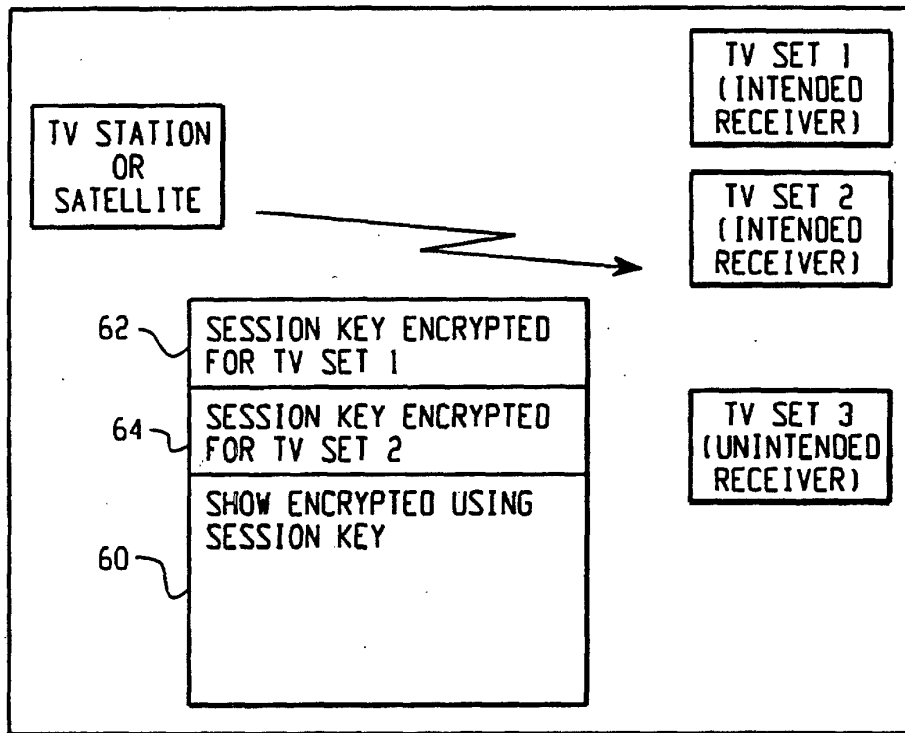 TV STATION
OR
SATELLITE
TV SET 1
(INTENDED
RECEIVER)
TV SET 2
(INTENDED
RECEIVER)
TV SET 3
(UNINTENDED
RECEIVER)
62
SESSION KEY ENCRYPTED
FOR TV SET 1
64
SESSION KEY ENCRYPTED
FOR TV SET 2
60
SHOW ENCRYPTED USING
SESSION KEY